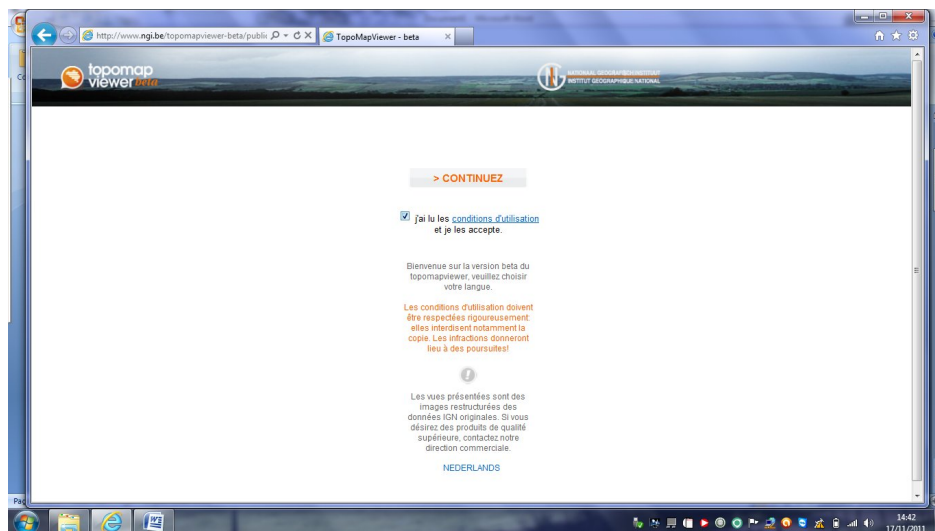 http://www.ngi.be/topomapviewer-beta/public
TopoMapViewer - beta
topomap
viewer beta
NATIONAAL GEOGRAFISCH INSTITUUT
INSTITUT GEOGRAPHIQUE NATIONAL
> CONTINUEZ
j'ai lu les conditions d'utilisation
et je les accepte.
Bienvenue sur la version beta du
topomapviewer, veuillez choisir
votre langue.
Les conditions d'utilisation doivent
être respectées rigoureusement:
elles interdisent notamment la
copie. Les infractions donneront
lieu à des poursuites!
Les vues présentées sont des
images restructurées des
données IGN originales. Si vous
désirez des produits de qualité
supérieure, contactez notre
direction commerciale.
NEDERLANDS
14:42
17/11/2011